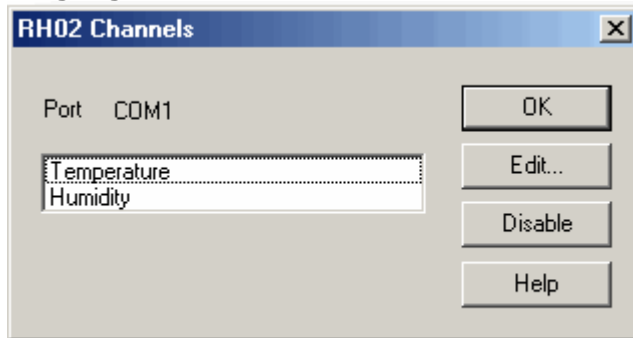 RH02 Channels
Port COM1
OK
Temperature
Humidity
Edit...
Disable
Help